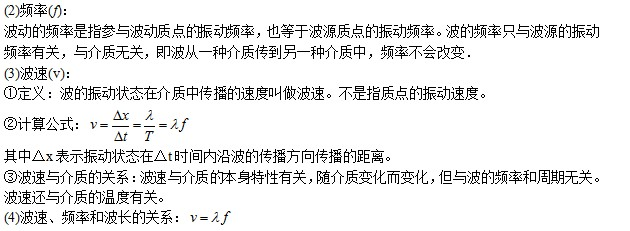 (2)频率(f):
波动的频率是指参与波动质点的振动频率,也等于波源质点的振动频率。波的频率只与波源的振动
频率有关,与介质无关,即波从一种介质传到另一种介质中,频率不会改变.
(3)波速(v):
①定义:波的振动状态在介质中传播的速度叫做波速。不是指质点的振动速度。
②计算公式:v=Δx/Δt=λ/T=λf
其中△x表示振动状态在△t时间内沿波的传播方向传播的距离。
③波速与介质的关系:波速与介质的本身特性有关,随介质变化而变化,但与波的频率和周期无关。
波速还与介质的温度有关。
(4)波速、频率和波长的关系:v=λf